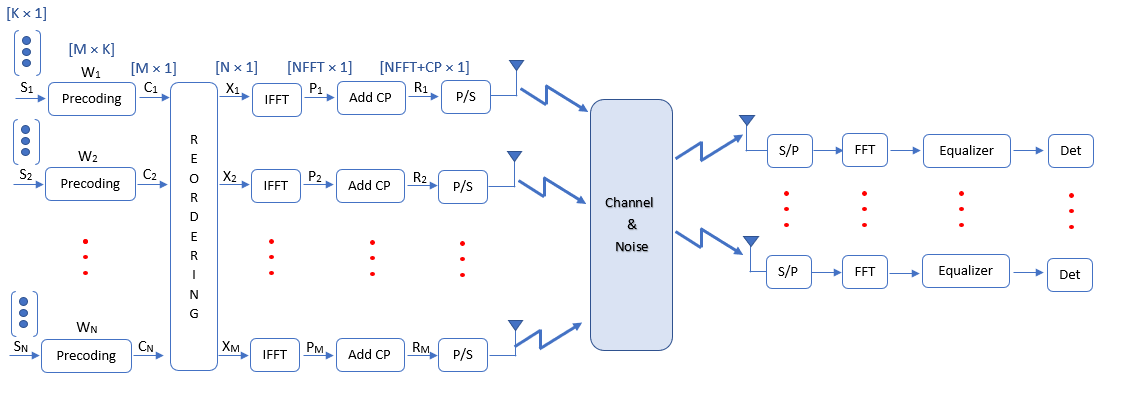 [K × 1]
[M × K]
[M × 1]
[N × 1]
[NFFT × 1]
[NFFT+CP × 1]
S1
W1
Precoding
C1
X1
IFFT
P1
Add CP
R1
P/S
S2
W2
Precoding
C2
X2
IFFT
P2
Add CP
R2
P/S
SN
WN
Precoding
CN
XM
IFFT
PM
Add CP
RM
P/S
R
E
O
R
D
E
R
I
N
G
Channel
&
Noise
S/P
FFT
Equalizer
Det
S/P
FFT
Equalizer
Det